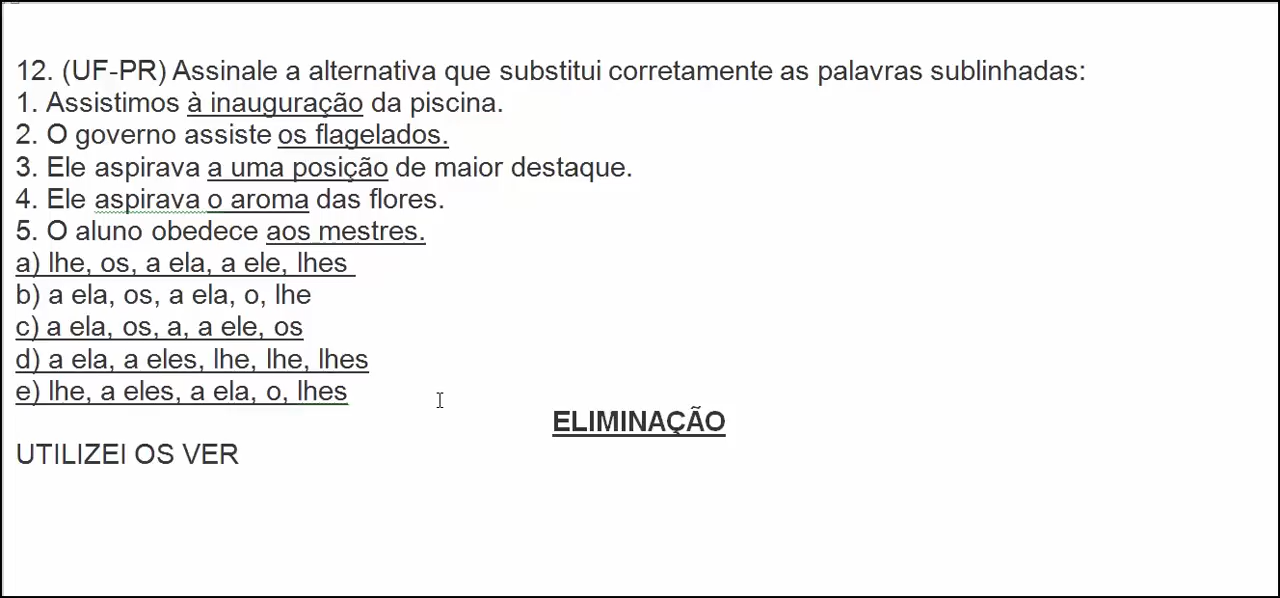 12. (UF-PR) Assinale a alternativa que substitui corretamente as palavras sublinhadas:
1. Assistimos à inauguração da piscina.
2. O governo assiste os flagelados.
3. Ele aspirava a uma posição de maior destaque.
4. Ele aspirava o aroma das flores.
5. O aluno obedece aos mestres.
a) lhe, os, a ela, a ele, lhes
b) a ela, os, a ela, o, lhe
c) a ela, os, a, a ele, os
d) a ela, a eles, lhe, lhe, lhes
e) lhe, a eles, a ela, o, lhes
ELIMINAÇÃO
UTILIZEI OS VER